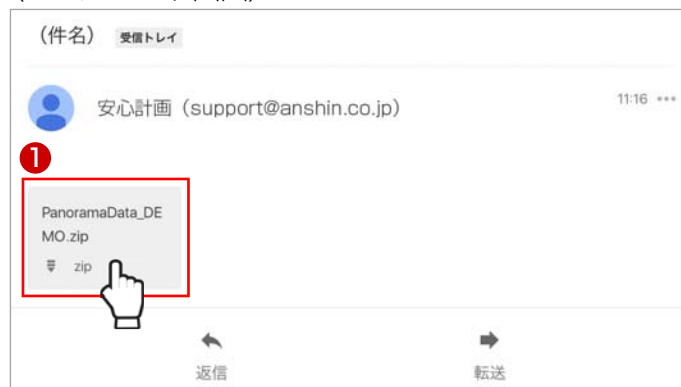 （件名） 受信トレイ
安心計画（support@anshin.co.jp） 11:16
1
PanoramaData_DE
MO.zip
zip
返信 転送